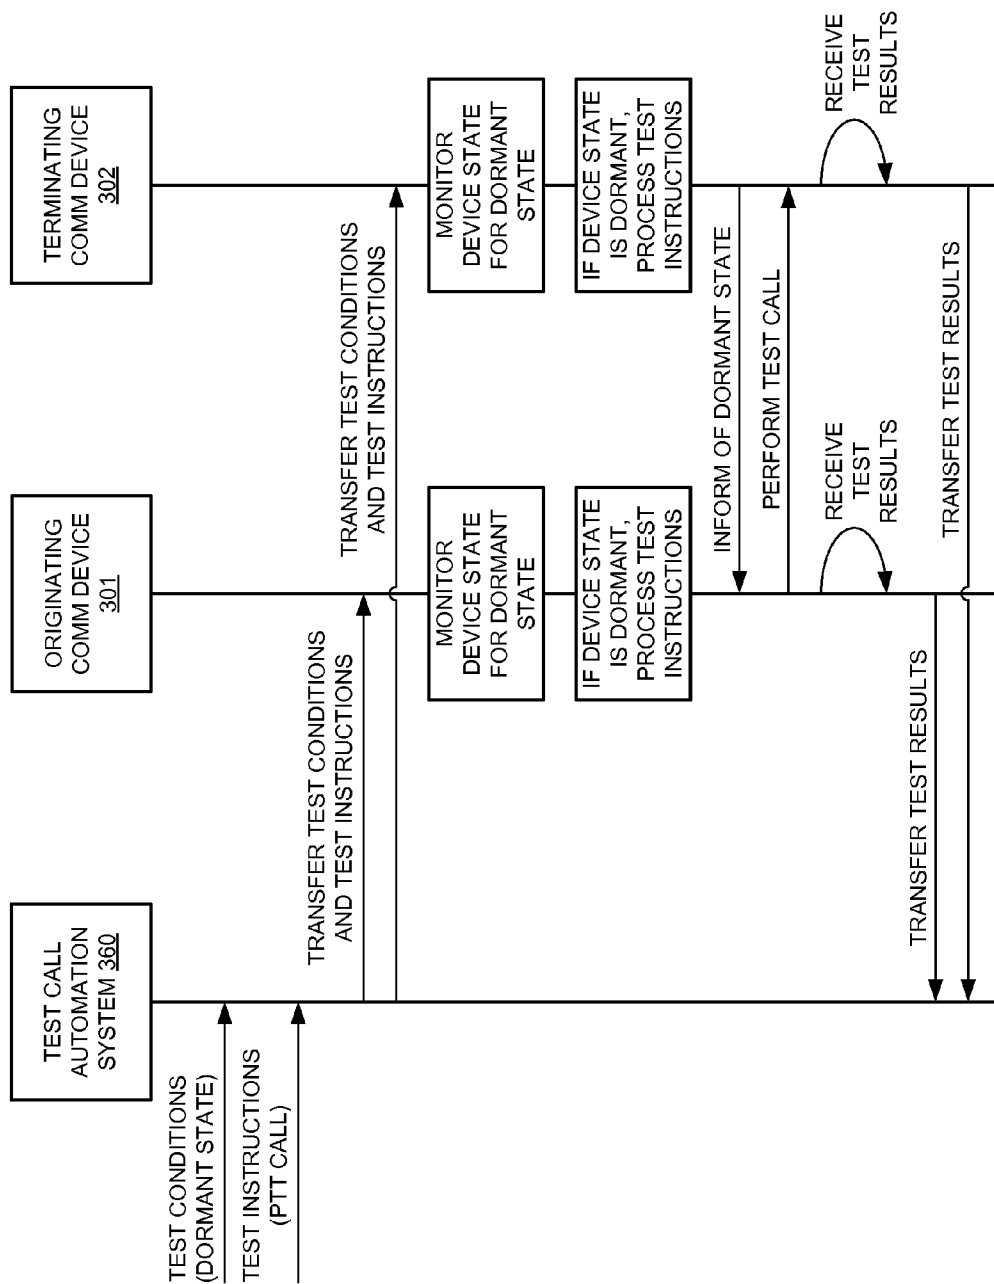 TEST CALL
AUTOMATION
SYSTEM 360
ORIGINATING
COMM DEVICE
301
TERMINATING
COMM DEVICE
302
TEST CONDITIONS
(DORMANT STATE)
TEST INSTRUCTIONS
(PTT CALL)
TRANSFER TEST CONDITIONS
AND TEST INSTRUCTIONS
TRANSFER TEST CONDITIONS
AND TEST INSTRUCTIONS
MONITOR
DEVICE STATE
FOR DORMANT
STATE
MONITOR
DEVICE STATE
FOR DORMANT
STATE
IF DEVICE STATE
IS DORMANT,
PROCESS TEST
INSTRUCTIONS
IF DEVICE STATE
IS DORMANT,
PROCESS TEST
INSTRUCTIONS
INFORM OF DORMANT STATE
PERFORM TEST CALL
RECEIVE
TEST
RESULTS
RECEIVE
TEST
RESULTS
TRANSFER TEST RESULTS
TRANSFER TEST RESULTS